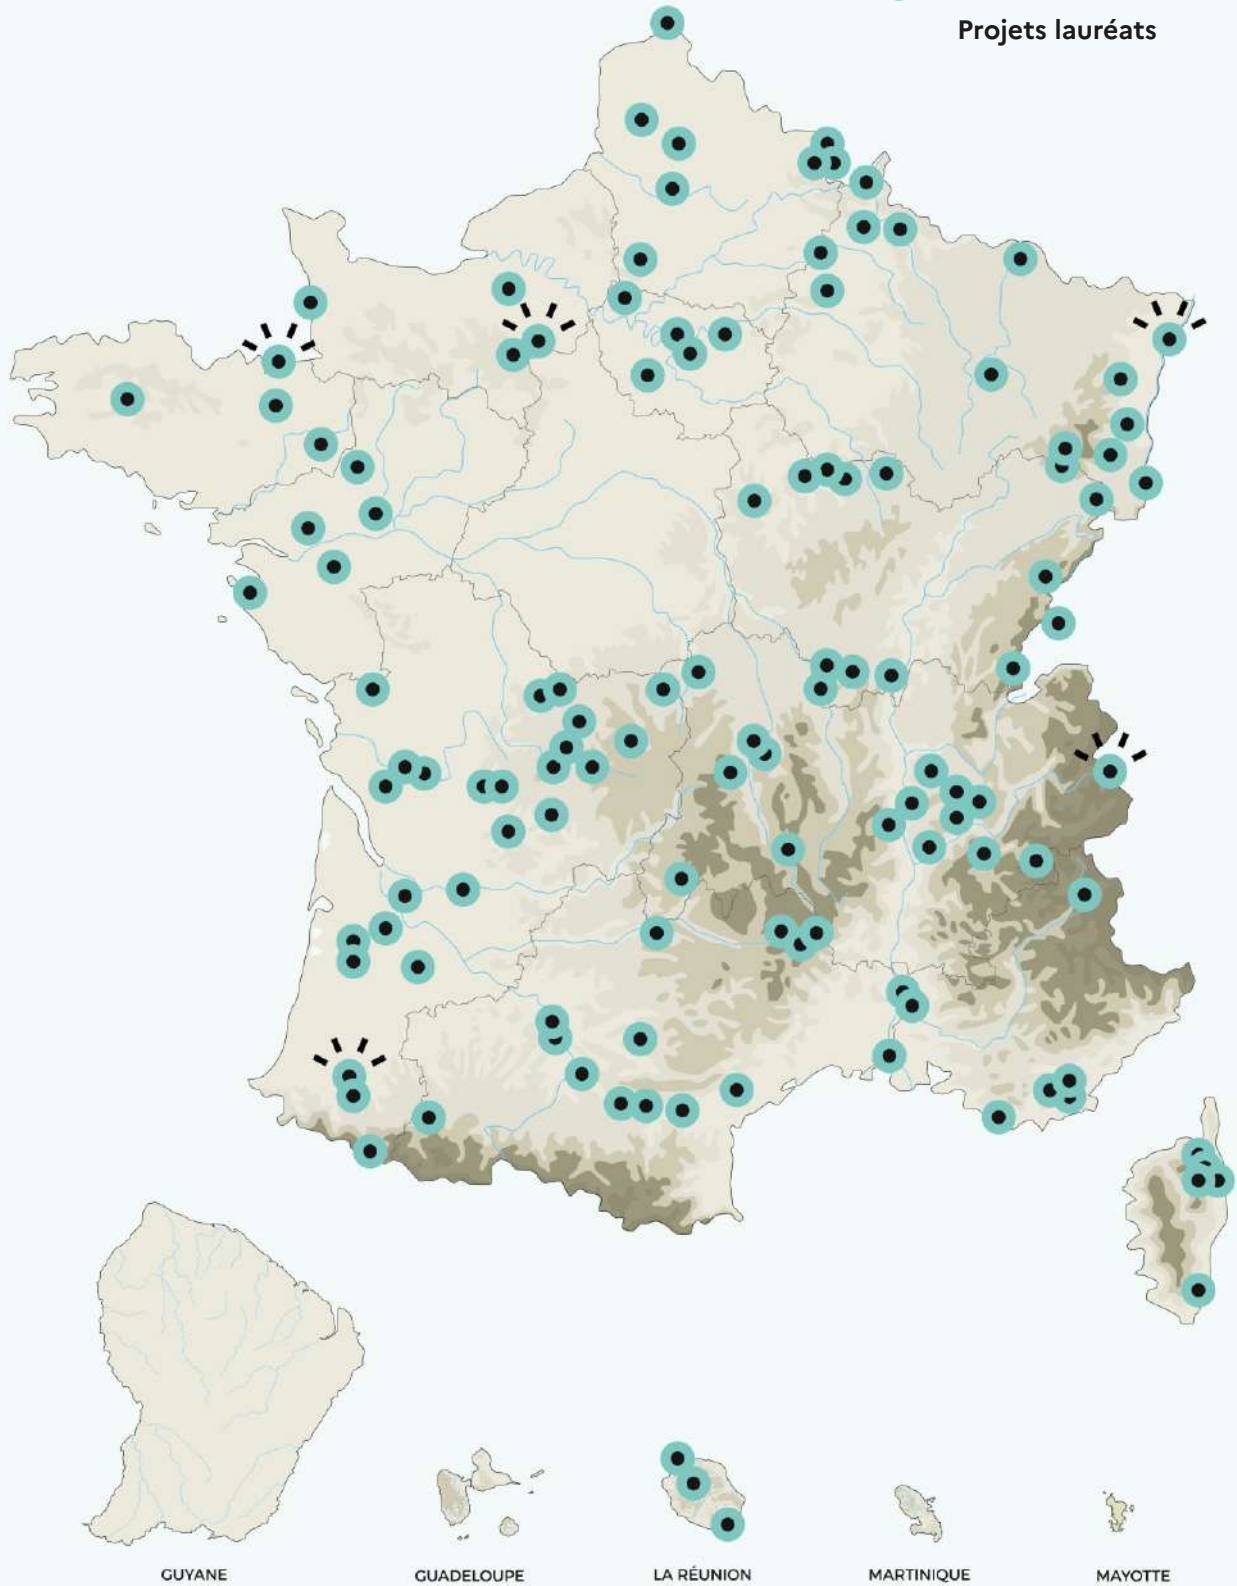 Projets lauréats
GUYANE
GUADELOUPE
LA RÉUNION
MARTINIQUE
MAYOTTE